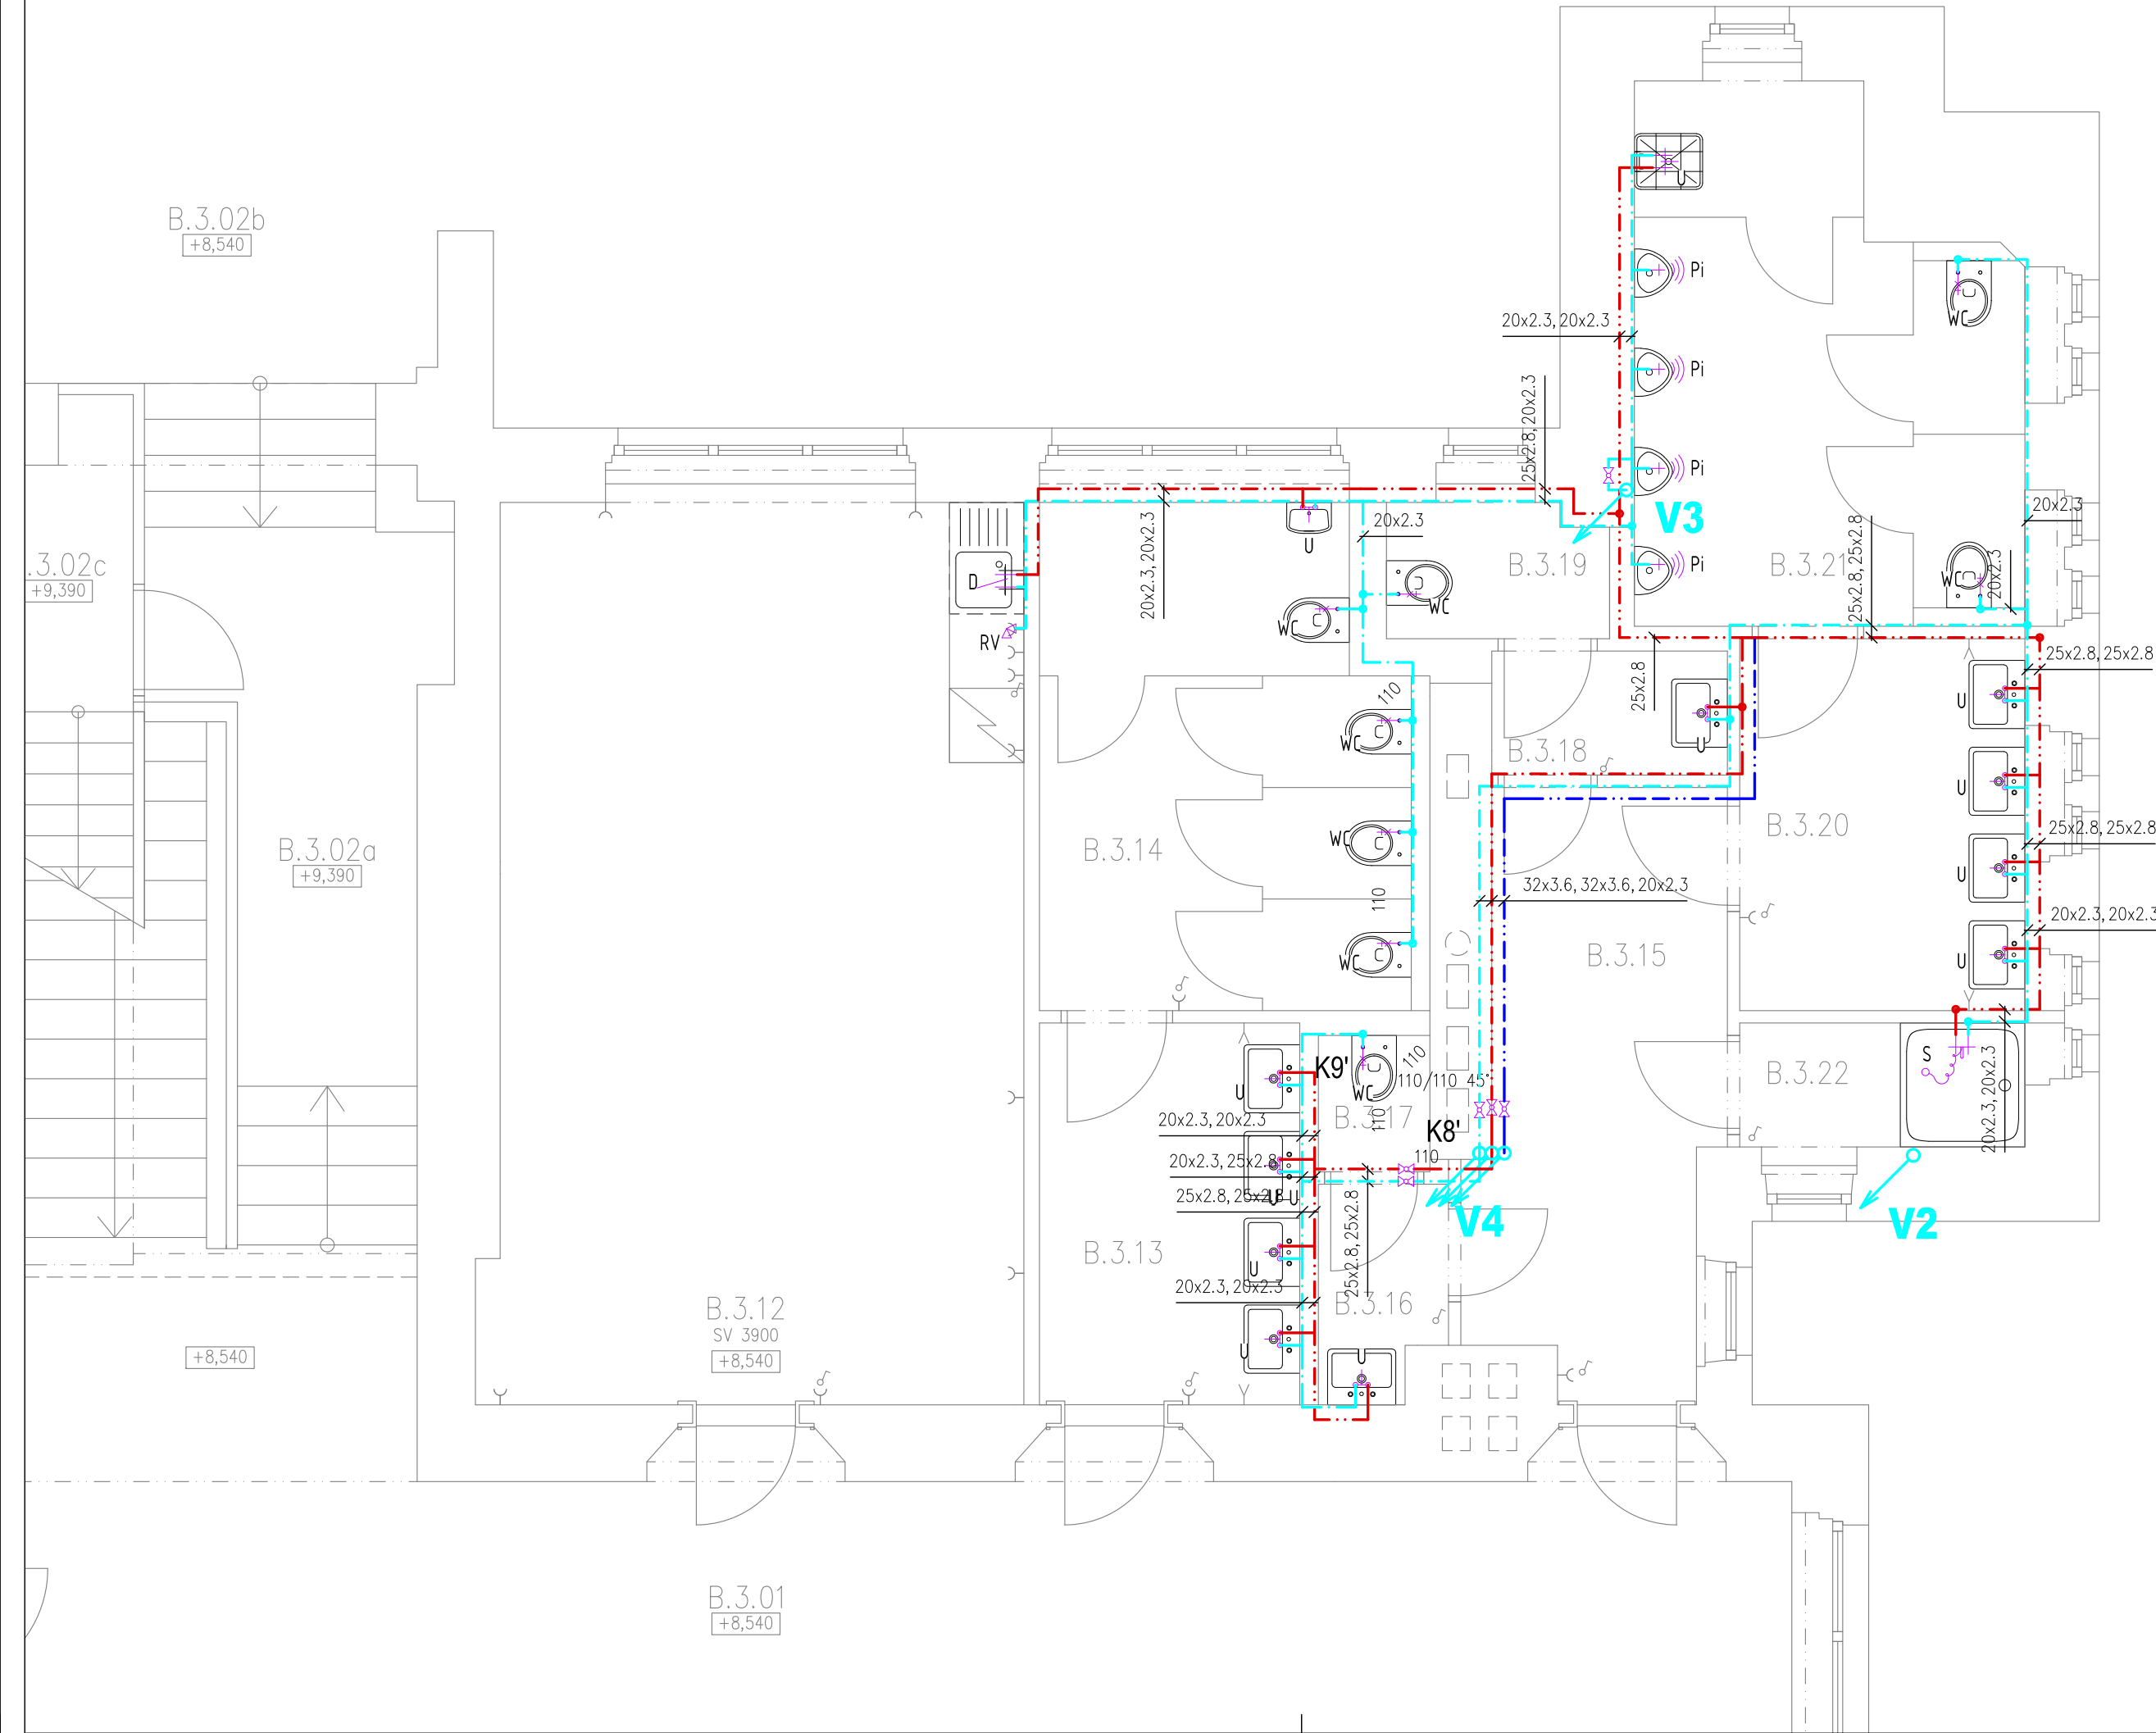 B.3.02b
+8,540
U
Pi
WC
20x2.3, 20x2.3
Pi
25x2.8, 20x2.3
Pi
V3
20x2.3
20x2.3
B.3.02c
+9,390
D
20x2.3, 20x2.3
U
B.3.19
Pi
B.3.21
25x2.8, 25x2.8
WC
20x2.3
WC
WC
RV
25x2.8
25x2.8, 25x2.8
110
WC
U
B.3.18
U
U
B.3.02a
+9,390
B.3.14
WC
B.3.20
25x2.8, 25x2.8
110
32x3.6, 32x3.6, 20x2.3
U
20x2.3, 20x2.3
WC
B.3.15
U
K9'
110
110/110 45°
S
B.3.22
U
WC
B.3.17
110
20x2.3, 20x2.3
K8'
110
20x2.3, 20x2.3
20x2.3, 25x2.8
25x2.8, 25x2.8
U
U
V4
V2
B.3.13
U
25x2.8, 25x2.8
20x2.3, 20x2.3
B.3.16
B.3.12
SV 3900
+8,540
+8,540
U
U
B.3.01
+8,540